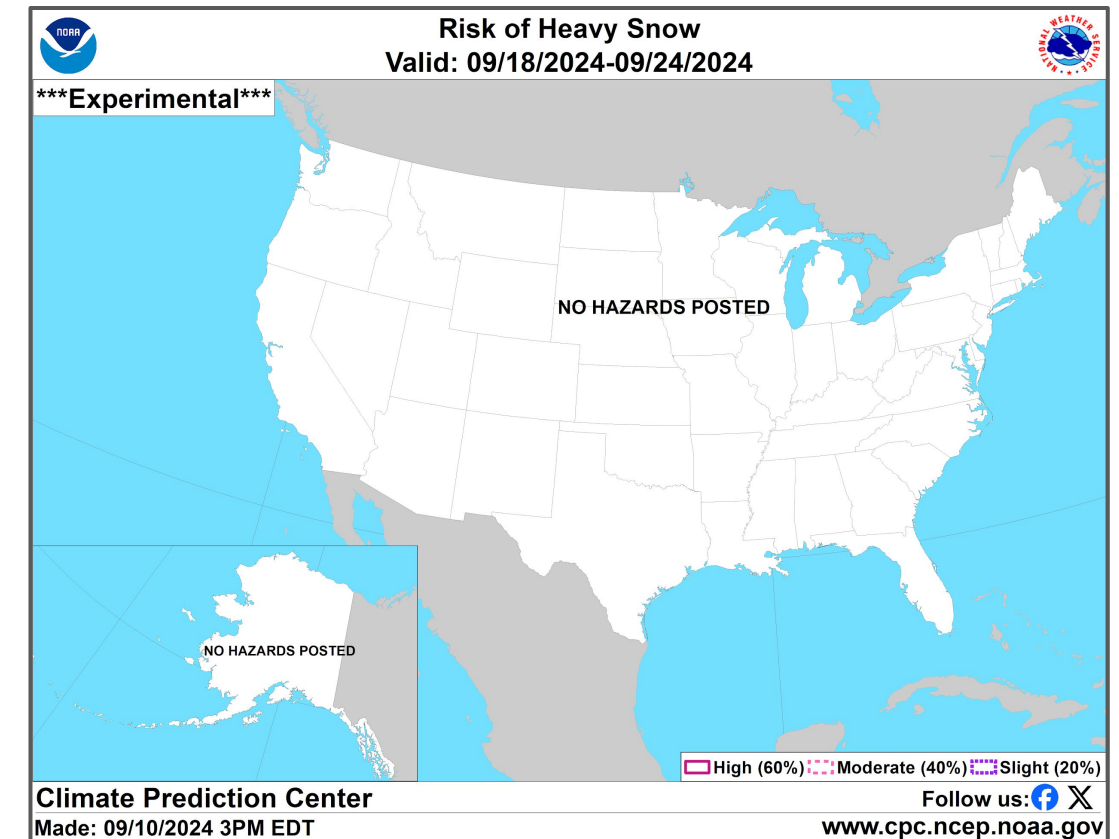 NOAA
Risk of Heavy Snow
Valid: 09/18/2024-09/24/2024
NATIONAL WEATHER SERVICE
***Experimental***
NO HAZARDS POSTED
NO HAZARDS POSTED
High (60%) Moderate (40%) Slight (20%)
Climate Prediction Center
Follow us:
Made: 09/10/2024 3PM EDT
www.cpc.ncep.noaa.gov